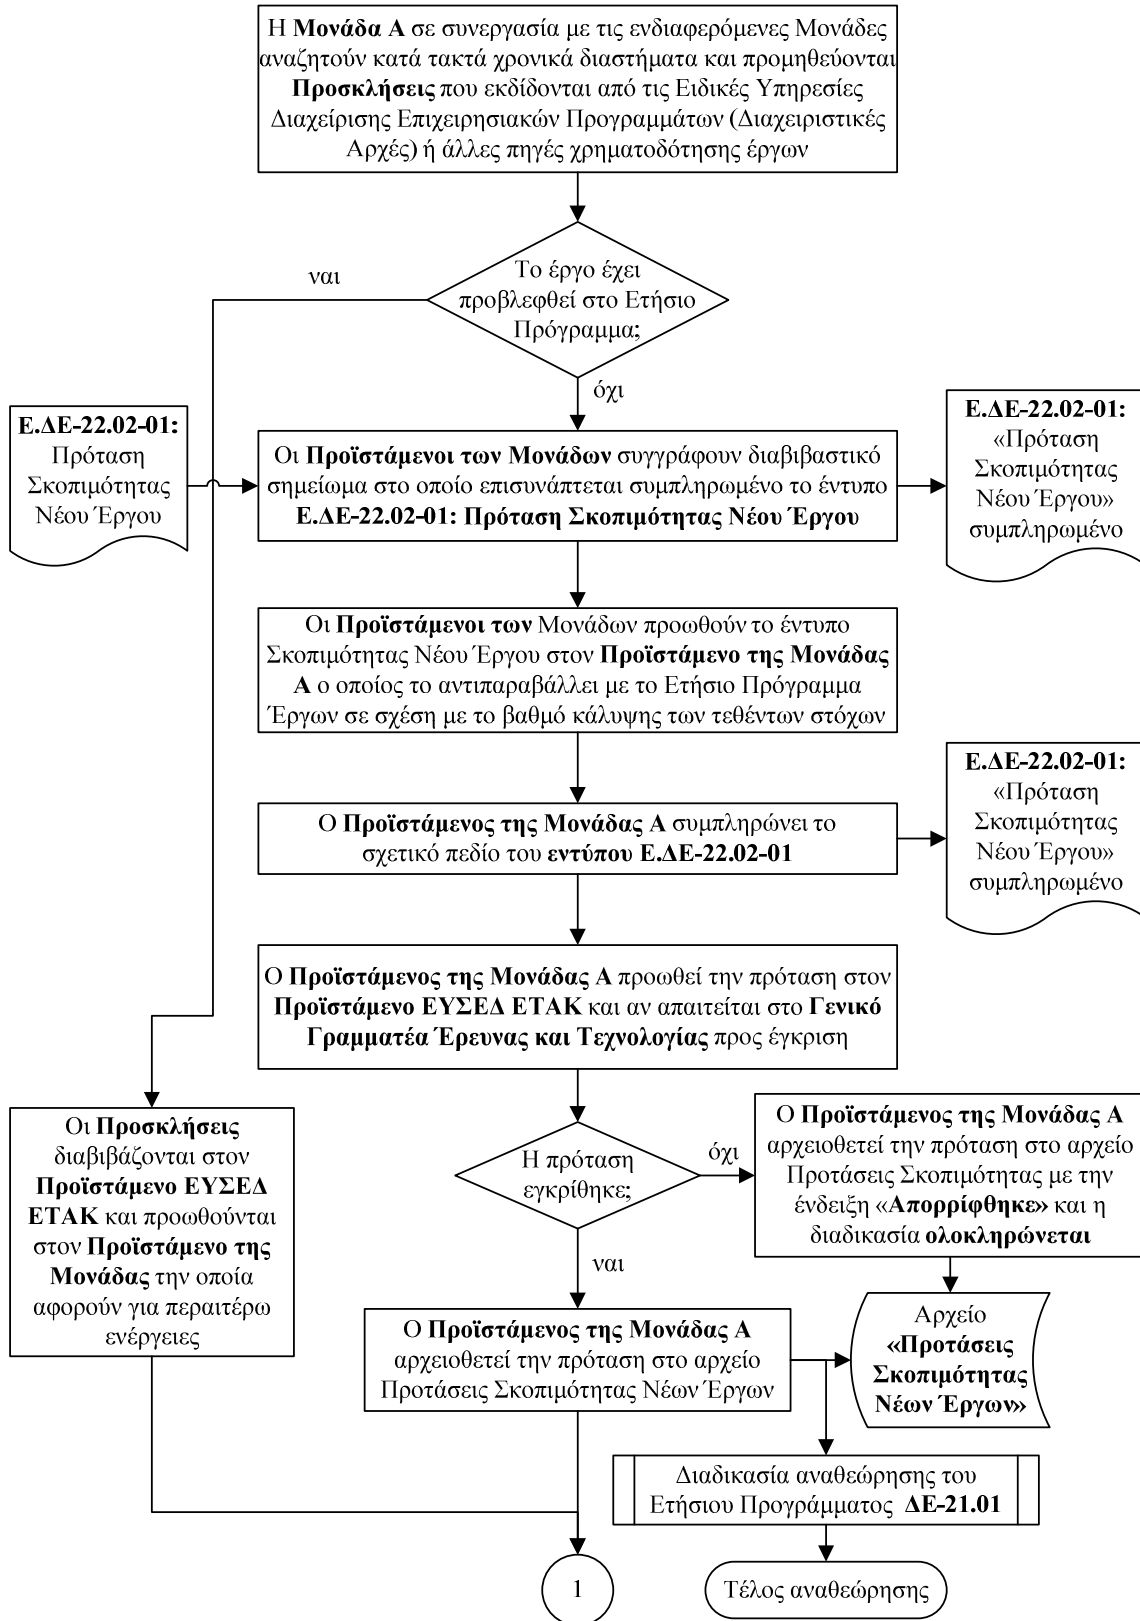 Η Μονάδα Α σε συνεργασία με τις ενδιαφερόμενες Μονάδες
αναζητούν κατά τακτά χρονικά διαστήματα και προμηθεύονται
Προσκλήσεις που εκδίδονται από τις Ειδικές Υπηρεσίες
Διαχείρισης Επιχειρησιακών Προγραμμάτων (Διαχειριστικές
Αρχές) ή άλλες πηγές χρηματοδότησης έργων
Το έργο έχει
προβλεφθεί στο Ετήσιο
Πρόγραμμα;
ναι
όχι
Ε.ΔΕ-22.02-01:
Πρόταση
Σκοπιμότητας
Νέου Έργου
Οι Προϊστάμενοι των Μονάδων συγγράφουν διαβιβαστικό
σημείωμα στο οποίο επισυνάπτεται συμπληρωμένο το έντυπο
Ε.ΔΕ-22.02-01: Πρόταση Σκοπιμότητας Νέου Έργου
Ε.ΔΕ-22.02-01:
«Πρόταση
Σκοπιμότητας
Νέου Έργου»
συμπληρωμένο
Οι Προϊστάμενοι των Μονάδων προωθούν το έντυπο
Σκοπιμότητας Νέου Έργου στον Προϊστάμενο της Μονάδας
Α ο οποίος το αντιπαραβάλλει με το Ετήσιο Πρόγραμμα
Έργων σε σχέση με το βαθμό κάλυψης των τεθέντων στόχων
Ο Προϊστάμενος της Μονάδας Α συμπληρώνει το
σχετικό πεδίο του εντύπου Ε.ΔΕ-22.02-01
Ε.ΔΕ-22.02-01:
«Πρόταση
Σκοπιμότητας
Νέου Έργου»
συμπληρωμένο
Ο Προϊστάμενος της Μονάδας Α προωθεί την πρόταση στον
Προϊστάμενο ΕΥΣΕΔ ΕΤΑΚ και αν απαιτείται στο Γενικό
Γραμματέα Έρευνας και Τεχνολογίας προς έγκριση
Οι Προσκλήσεις
διαβιβάζονται στον
Προϊστάμενο ΕΥΣΕΔ
ΕΤΑΚ και προωθούνται
στον Προϊστάμενο της
Μονάδας την οποία
αφορούν για περαιτέρω
ενέργειες
Η πρόταση
εγκρίθηκε;
όχι
ναι
Ο Προϊστάμενος της Μονάδας Α
αρχειοθετεί την πρόταση στο αρχείο
Προτάσεις Σκοπιμότητας με την
ένδειξη «Απορρίφθηκε» και η
διαδικασία ολοκληρώνεται
Ο Προϊστάμενος της Μονάδας Α
αρχειοθετεί την πρόταση στο αρχείο
Προτάσεις Σκοπιμότητας Νέων Έργων
Αρχείο
«Προτάσεις
Σκοπιμότητας
Νέων Έργων»
Διαδικασία αναθεώρησης του
Ετήσιου Προγράμματος ΔΕ-21.01
1
Τέλος αναθεώρησης